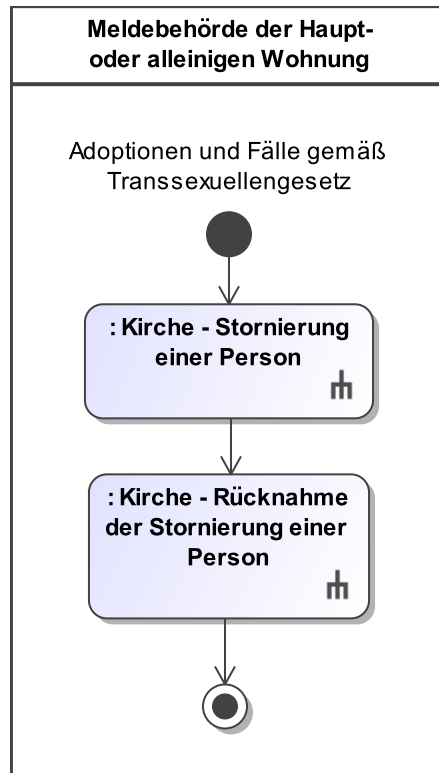 Meldebehörde der Haupt-
oder alleinigen Wohnung
Adoptionen und Fälle gemäß
Transsexuellengesetz
: Kirche - Stornierung
einer Person
: Kirche - Rücknahme
der Stornierung einer
Person